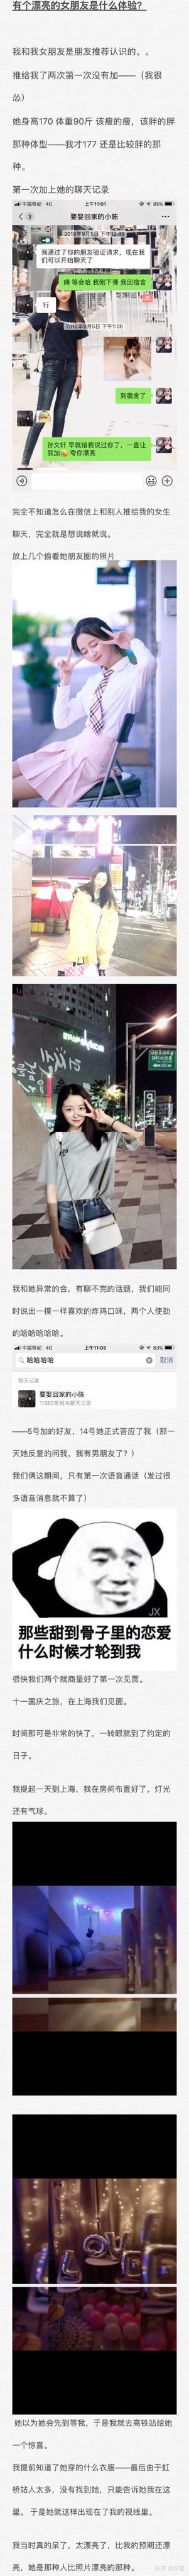 有个漂亮的女朋友是什么体验?
我和我女朋友是朋友推荐认识的。。
推给我了两次第一次没有加——（我很
怂）
她身高170 体重90斤 该瘦的瘦，该胖的胖
那种体型——我才177 还是比较胖的那
种。
第一次加上她的聊天记录
中国移动 4G 上午11:01 85%
3 要娶回家的小陈
2016年9月5日 下午12:49
我通过了你的朋友验证请求，现在我
们可以开始聊天了
嗨 等会哈 我刚下课 我回宿舍
行
2016年9月5日 下午1:06
到宿舍了
孙文轩 早就给我说过你了，一直让
我加 夸你漂亮
完全不知道怎么在微信上和别人推给我的女生
聊天，完全就是想说啥就说。
放上几个偷看她朋友圈的照片
我和她异常的合，有聊不完的话题，我们能同
时说出一摸一样喜欢的炸鸡口味，两个人使劲
的哈哈哈哈哈。
中国移动 4G 上午11:05 83%
哈哈哈哈 取消
聊天记录
要娶回家的小陈
11380条相关聊天记录
——5号加的好友，14号她正式答应了我（那一
天她反复的问我，我有男朋友了？）
我们俩这期间，只有第一次语音通话（发过很
多语音消息就不算了）
JX
那些甜到骨子里的恋爱
什么时候才轮到我
很快我们两个就商量好了第一次见面。
十一国庆之旅，在上海我们见面。
时间那可是非常的快了，一转眼就到了约定的
日子。
我提起一天到上海，我在房间布置好了，灯光
还有气球。
她以为她会先到等我，于是我就去高铁站给她
一个惊喜。
我提前知道了她穿的什么衣服——最后由于虹
桥站人太多，没有找到她，只能告诉她我在这
里。 于是她就这样出现在了我的视线里。
我当时真的呆了，太漂亮了，比我的预期还漂
亮，她是那种人比照片漂亮的那种。